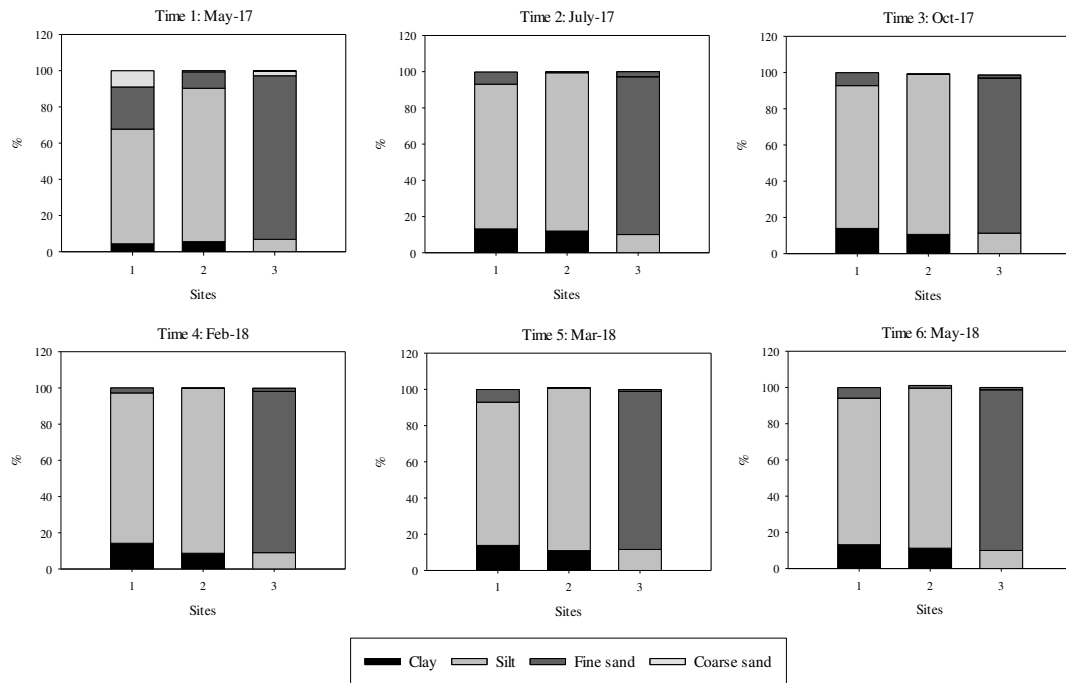 Time 1: May-17
120
100
80
60
40
20
0
%
1 2 3
Sites
Time 2: July-17
120
100
80
60
40
20
0
%
1 2 3
Sites
Time 3: Oct-17
120
100
80
60
40
20
0
%
1 2 3
Sites
Time 4: Feb-18
120
100
80
60
40
20
0
%
1 2 3
Sites
Time 5: Mar-18
120
100
80
60
40
20
0
%
1 2 3
Sites
Time 6: May-18
120
100
80
60
40
20
0
%
1 2 3
Sites
Clay Silt Fine sand Coarse sand